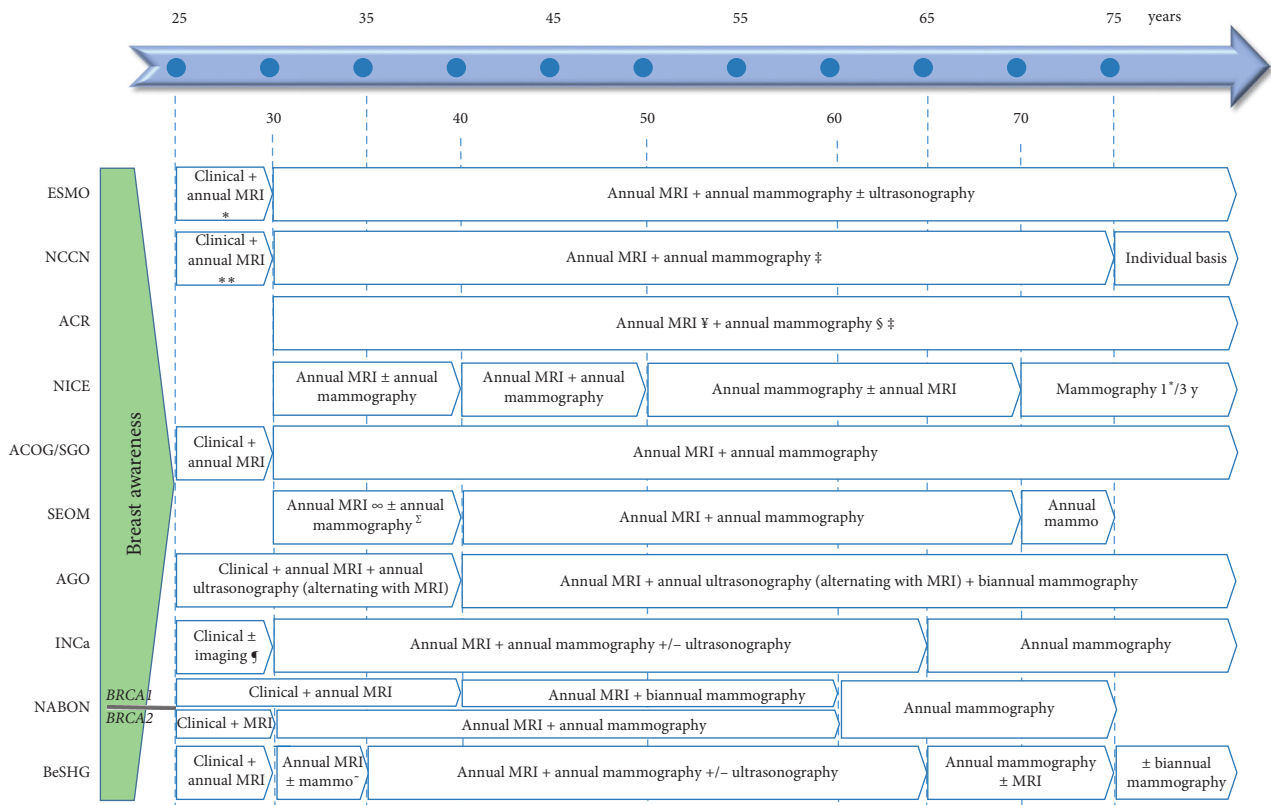 25 35 45 55 65 75 years
30 40 50 60 70
Breast awareness
ESMO
Clinical +
annual MRI
*
Annual MRI + annual mammography ± ultrasonography
NCCN
Clinical +
annual MRI
**
Annual MRI + annual mammography ‡
Individual basis
ACR
Annual MRI ¥ + annual mammography § ‡
NICE
Annual MRI ± annual
mammography
Annual MRI + annual
mammography
Annual mammography ± annual MRI
Mammography 1*/3 y
ACOG/SGO
Clinical +
annual MRI
Annual MRI + annual mammography
SEOM
Annual MRI ∞ ± annual
mammography Σ
Annual MRI + annual mammography
Annual
mammo
AGO
Clinical + annual MRI + annual
ultrasonography (alternating with MRI)
Annual MRI + annual ultrasonography (alternating with MRI) + biannual mammography
INCa
Clinical ±
imaging ¶
Annual MRI + annual mammography +/– ultrasonography
Annual mammography
NABON
BRCA1
Clinical + annual MRI
Annual MRI + biannual mammography
Annual mammography
BRCA2
Clinical + MRI
Annual MRI + annual mammography
BeSHG
Clinical +
annual MRI
Annual MRI
± mammo~
Annual MRI + annual mammography +/– ultrasonography
Annual mammography
± MRI
± biannual
mammography